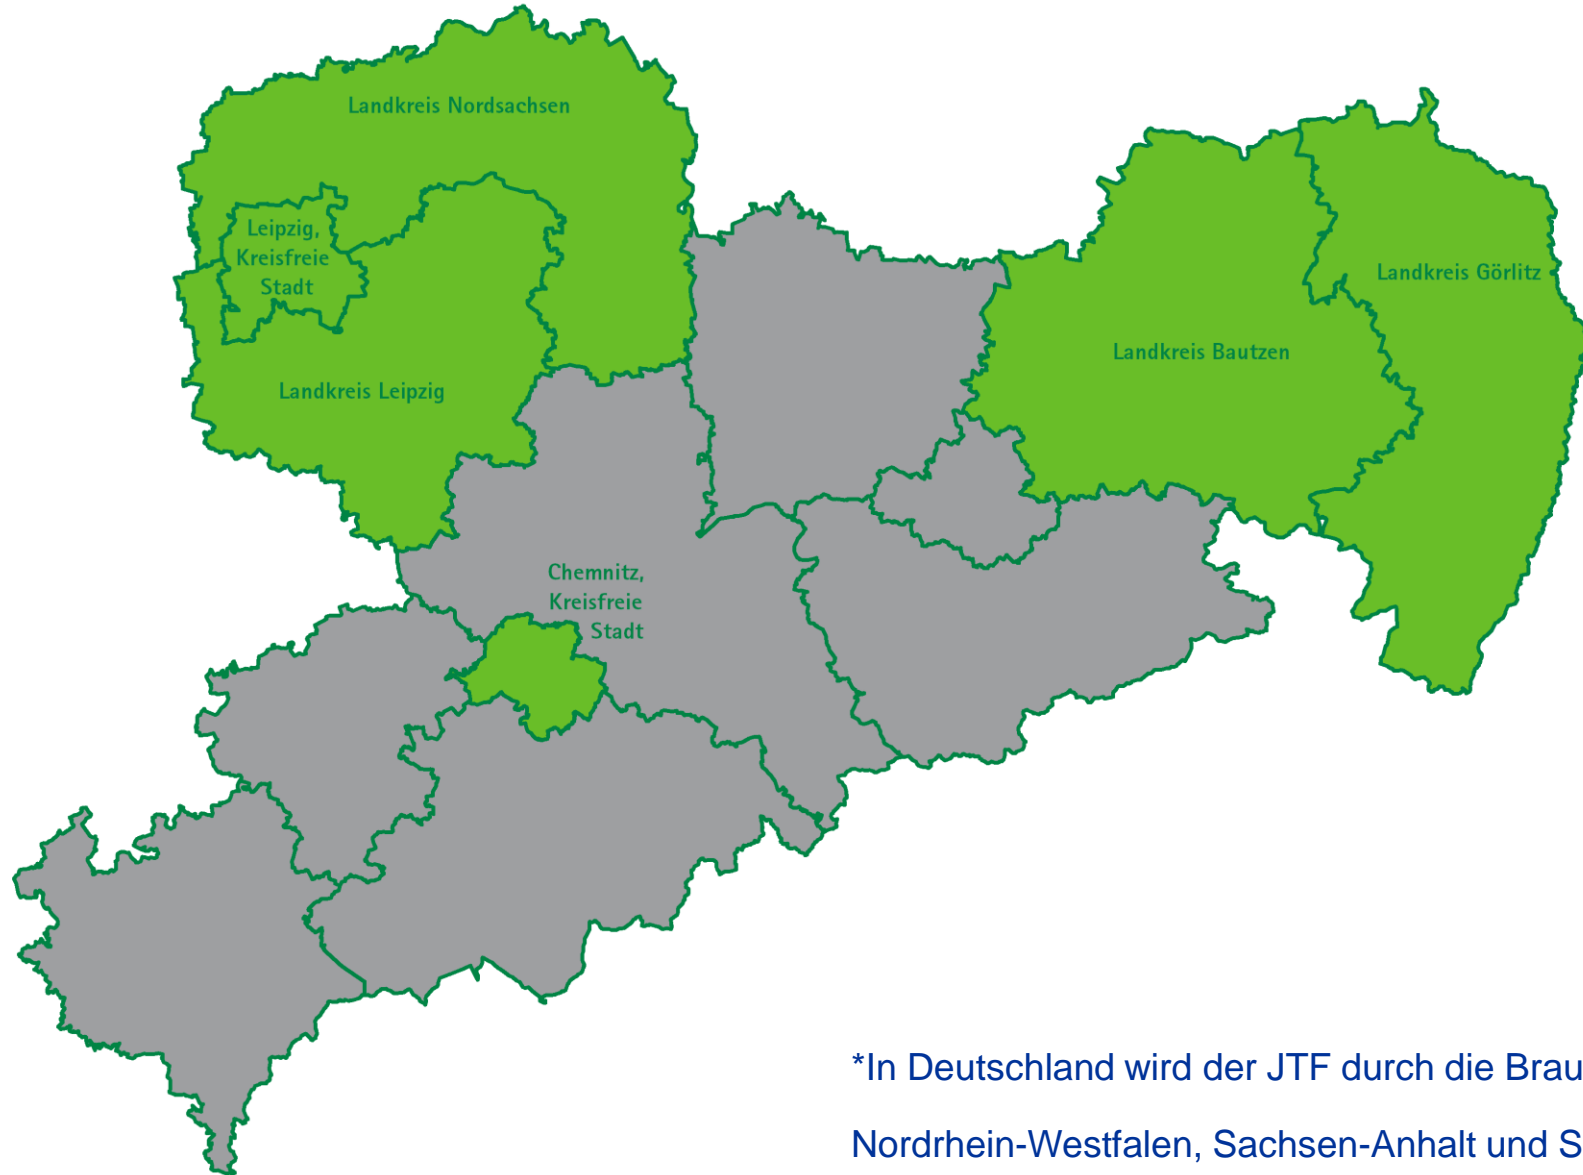 Landkreis Nordsachsen
Leipzig,
Kreisfreie
Stadt
Landkreis Görlitz
Landkreis Bautzen
Landkreis Leipzig
Chemnitz,
Kreisfreie
Stadt
*In Deutschland wird der JTF durch die
Nordrhein-Westfalen, Sachsen-Anhalt und